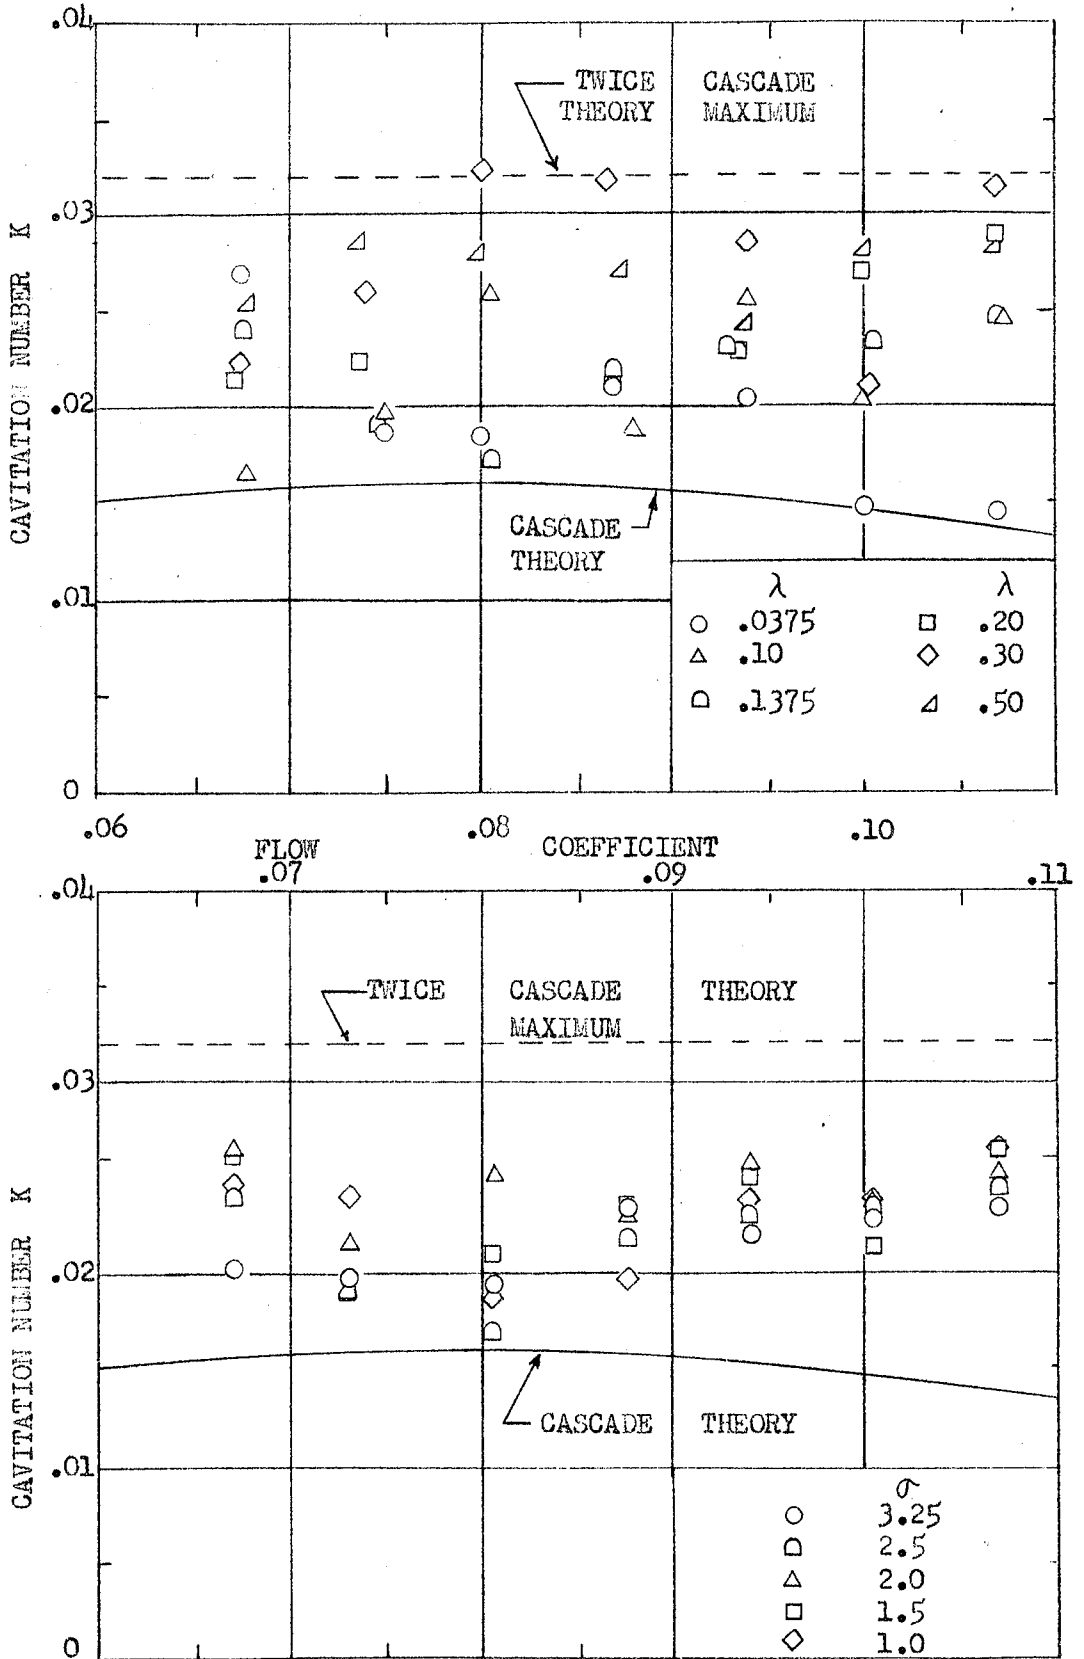 .04
TWICE CASCADE
THEORY MAXIMUM
.03
CAVITATION NUMBER K
.02
CASCADE
THEORY
.01
λ λ
.0375 .20
.10 .30
.1375 .50
0
.06 .08 .10
FLOW COEFFICIENT
.07 .09 .11
.04
TWICE CASCADE THEORY
MAXIMUM
.03
CAVITATION NUMBER K
.02
CASCADE THEORY
.01
σ
3.25
2.5
2.0
1.5
1.0
0